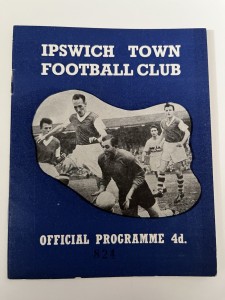 IPSWICH TOWN
FOOTBALL CLUB
OFFICIAL PROGRAMME 4d.